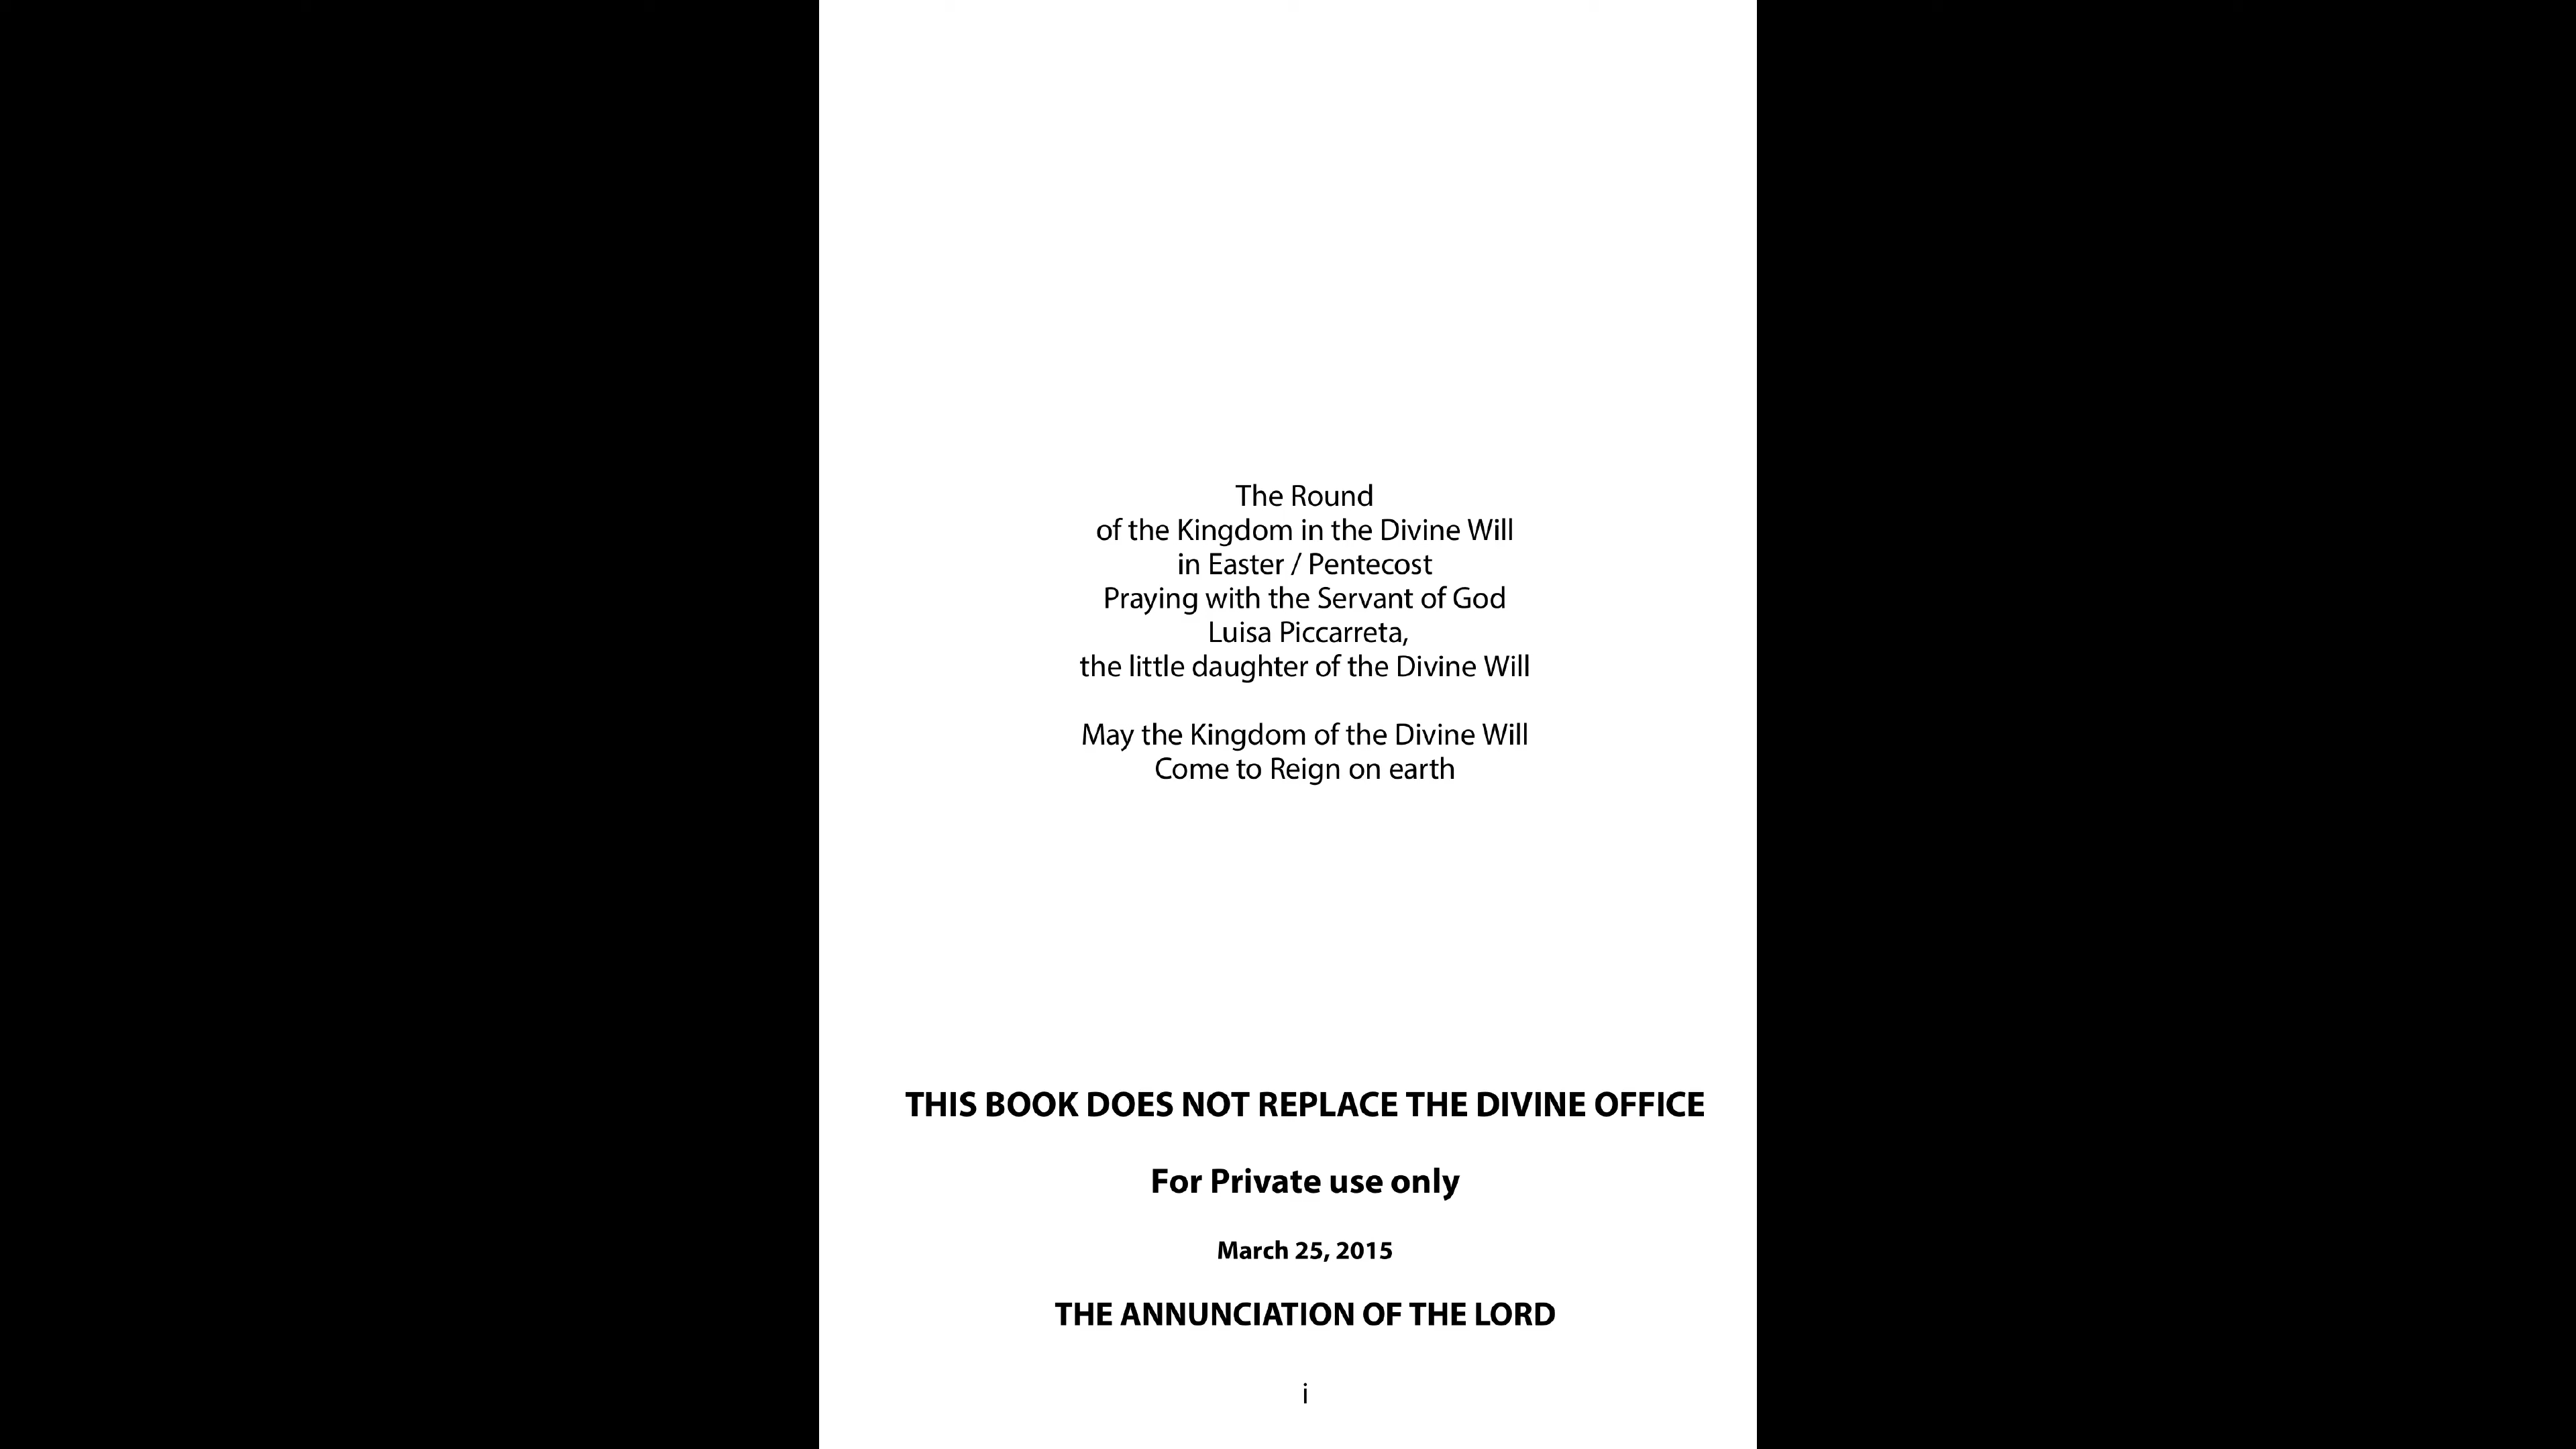 The Round
of the Kingdom in the Divine Will
in Easter / Pentecost
Praying with the Servant of God
Luisa Piccarreta,
the little daughter of the Divine Will
May the Kingdom of the Divine Will
Come to Reign on earth
THIS BOOK DOES NOT REPLACE THE DIVINE OFFICE
For Private use only
March 25, 2015
THE ANNUNCIATION OF THE LORD
i